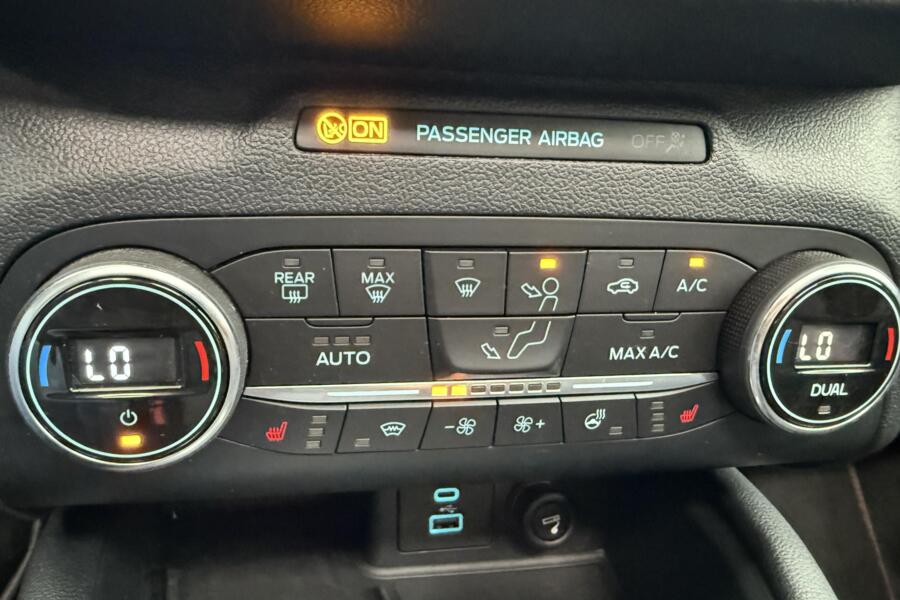 ON PASSENGER AIRBAG OFF
REAR
MAX
A/C
LO
AUTO
MAX A/C
LO
DUAL
- +